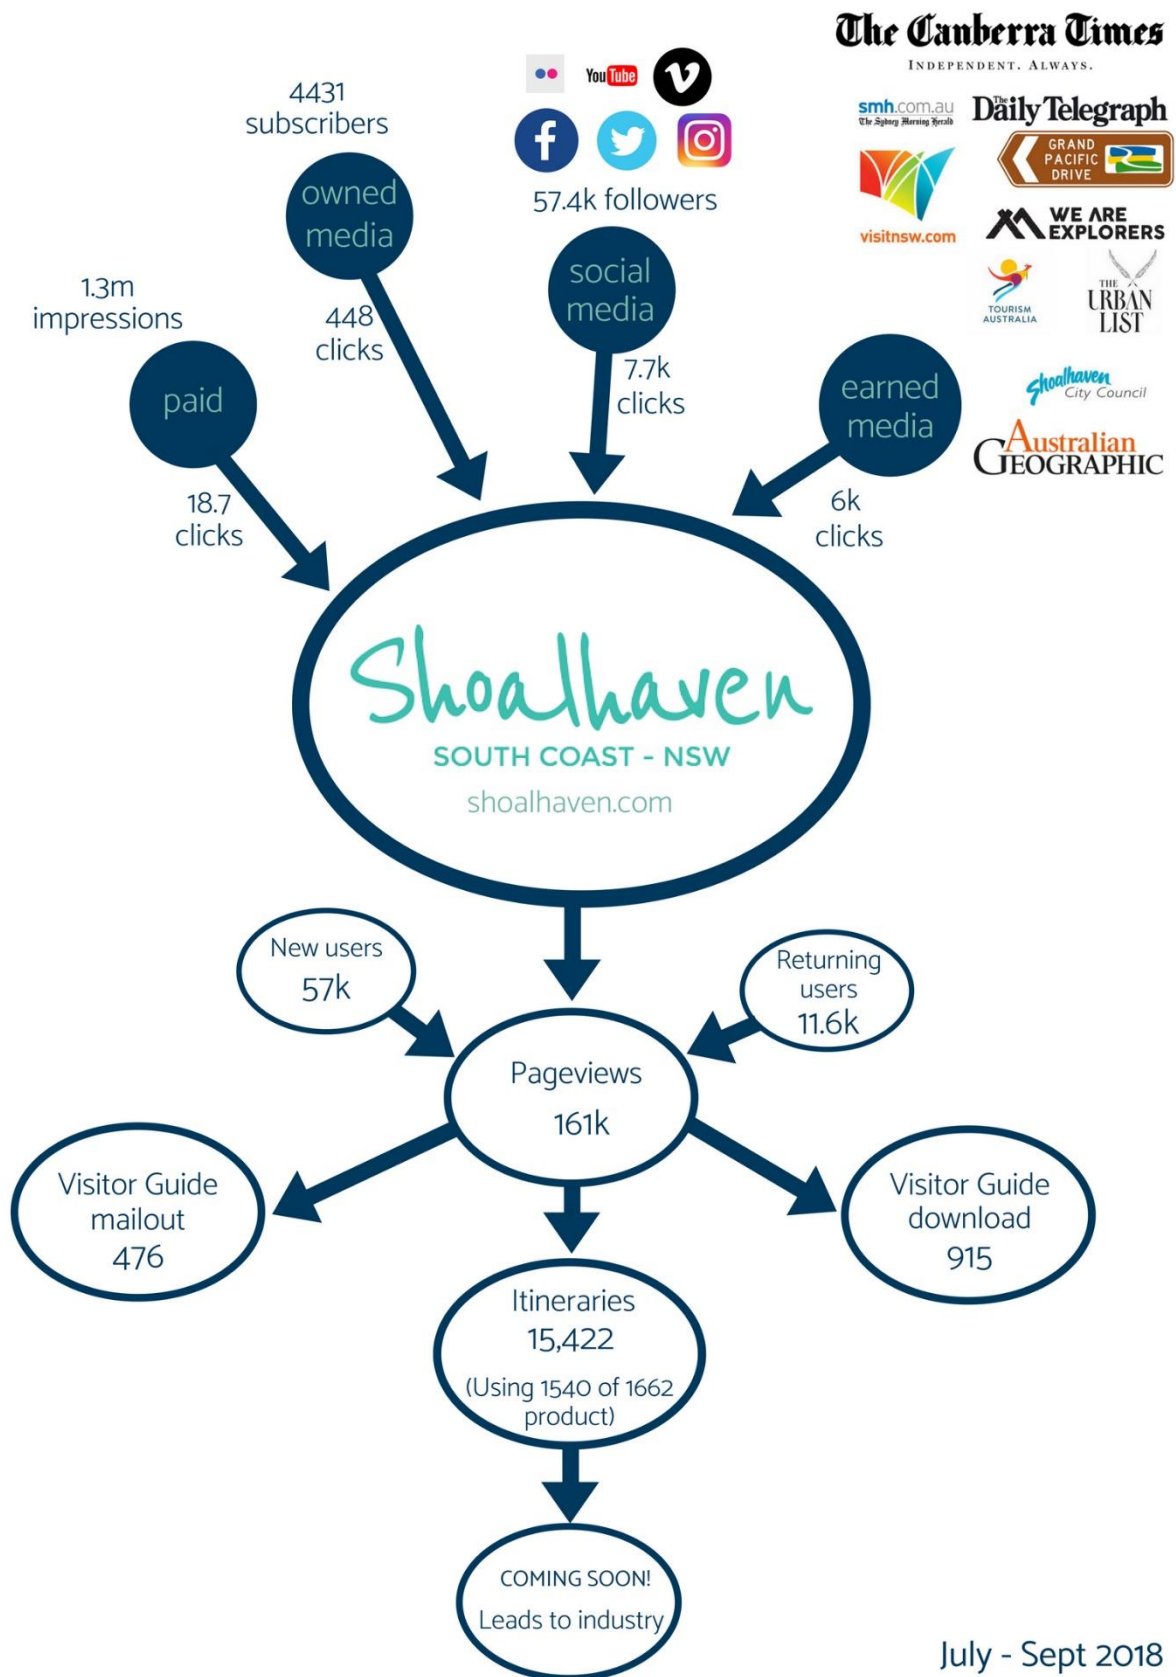 The Canberra Times
INDEPENDENT. ALWAYS.
4431
subscribers
You Tube
smh.com.au
The Sydney Morning Herald
The Daily Telegraph
GRAND
PACIFIC
DRIVE
owned
media
57.4k followers
visitnsw.com
WE ARE
EXPLORERS
1.3m
impressions
448
clicks
social
media
TOURISM
AUSTRALIA
THE
URBAN
LIST
paid
7.7k
clicks
earned
media
Shoalhaven
City Council
Australian
GEOGRAPHIC
18.7
clicks
6k
clicks
Shoalhaven
SOUTH COAST - NSW
shoalhaven.com
New users
57k
Returning
users
11.6k
Pageviews
161k
Visitor Guide
mailout
476
Visitor Guide
download
915
Itineraries
15,422
(Using 1540 of 1662
product)
COMING SOON!
Leads to industry
July - Sept 2018